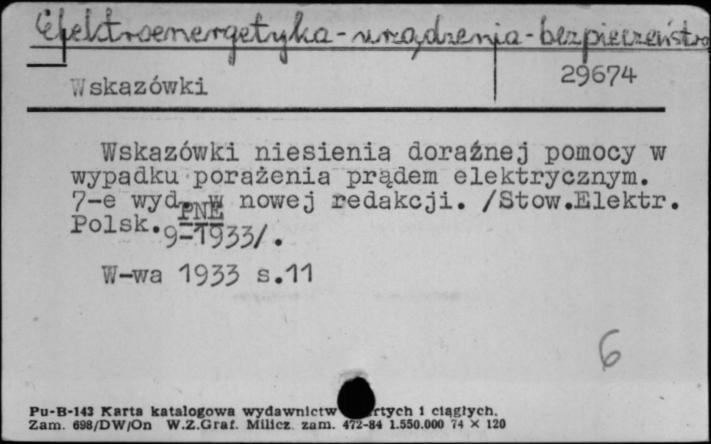 Elektroenergetyka - urządzenia - bezpieczeństwo
Wskazówki
29674
Wskazówki niesienia doraźnej pomocy w
wypadku porażenia prądem elektrycznym.
7-e wyd. w nowej redakcji. /Stow.Elektr.
Polsk. PNE
9-1933/.
W-wa 1933 s.11
6
Pu-B-143 Karta katalogowa wydawnictw rtych i ciągłych.
Zam. 698/DW/On W.Z.Graf. Milicz zam. 472-84 1.550.000 74 × 120